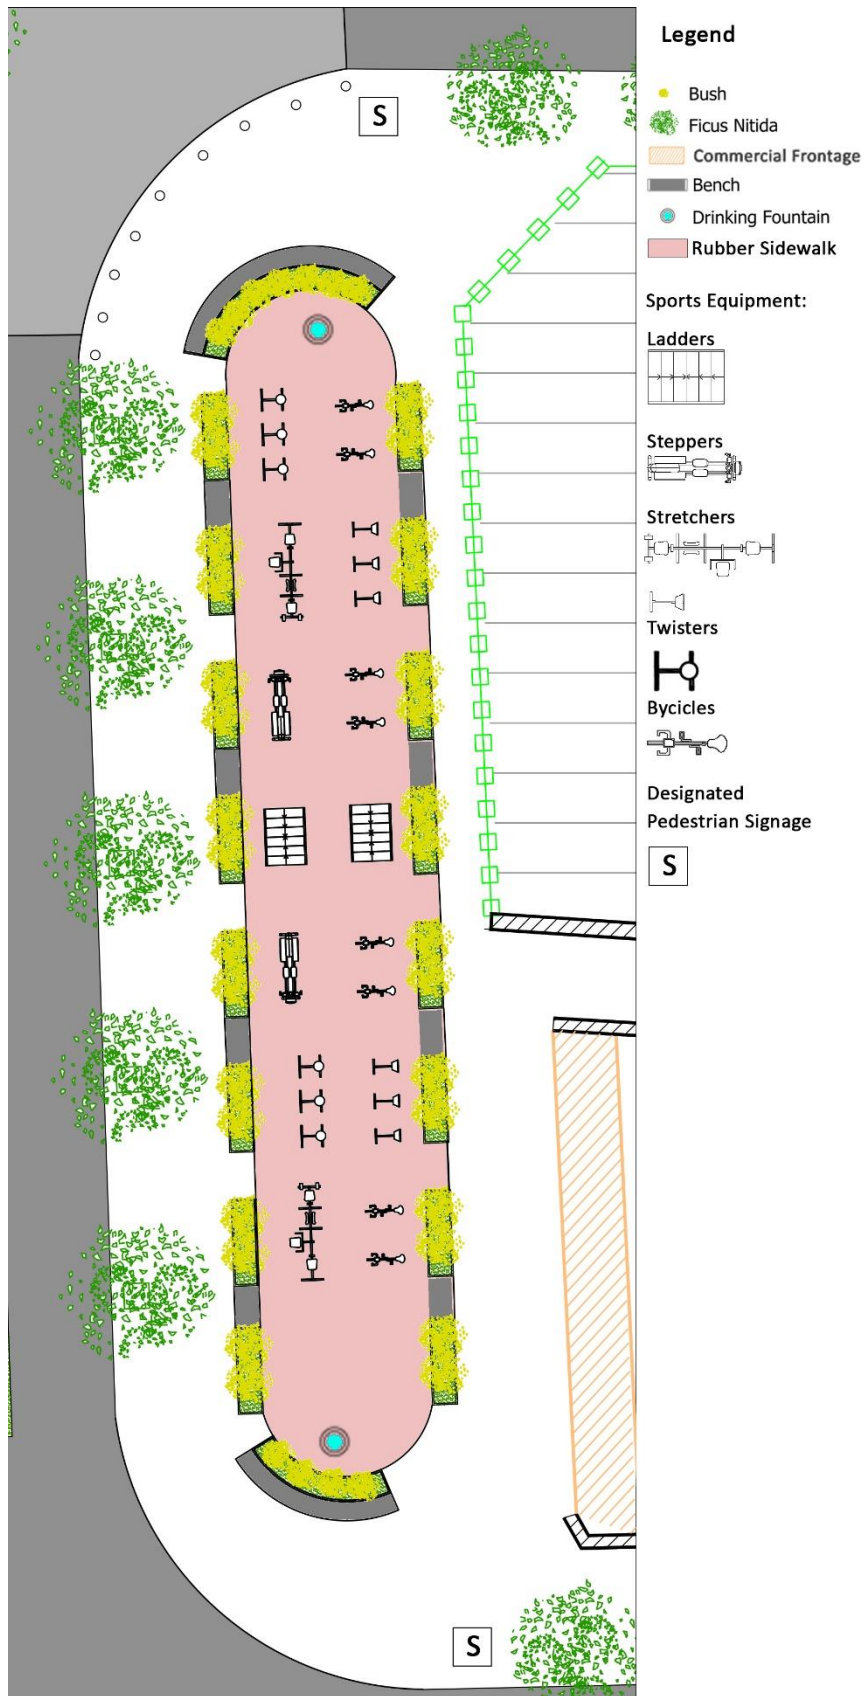 S
Legend
Bush
Ficus Nitida
Commercial Frontage
Bench
Drinking Fountain
Rubber Sidewalk
Sports Equipment:
Ladders
Steppers
Stretchers
Twisters
Bycicles
Designated
Pedestrian Signage
S
S